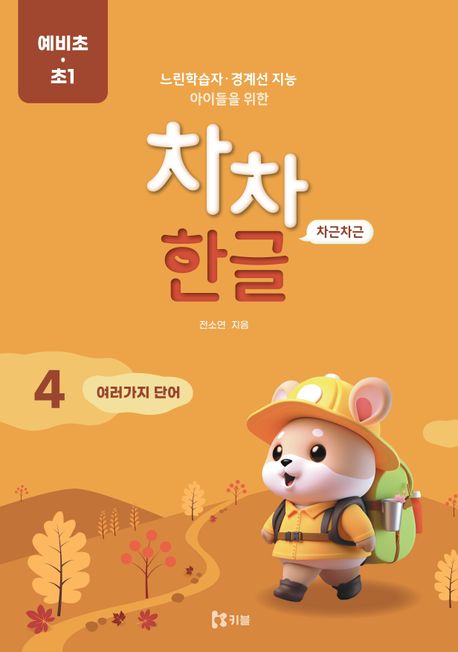 예비초
·
초1
느린학습자·경계선 지능
아이들을 위한
차차
한글
차근차근
전소연 지음
4
여러가지 단어
키블